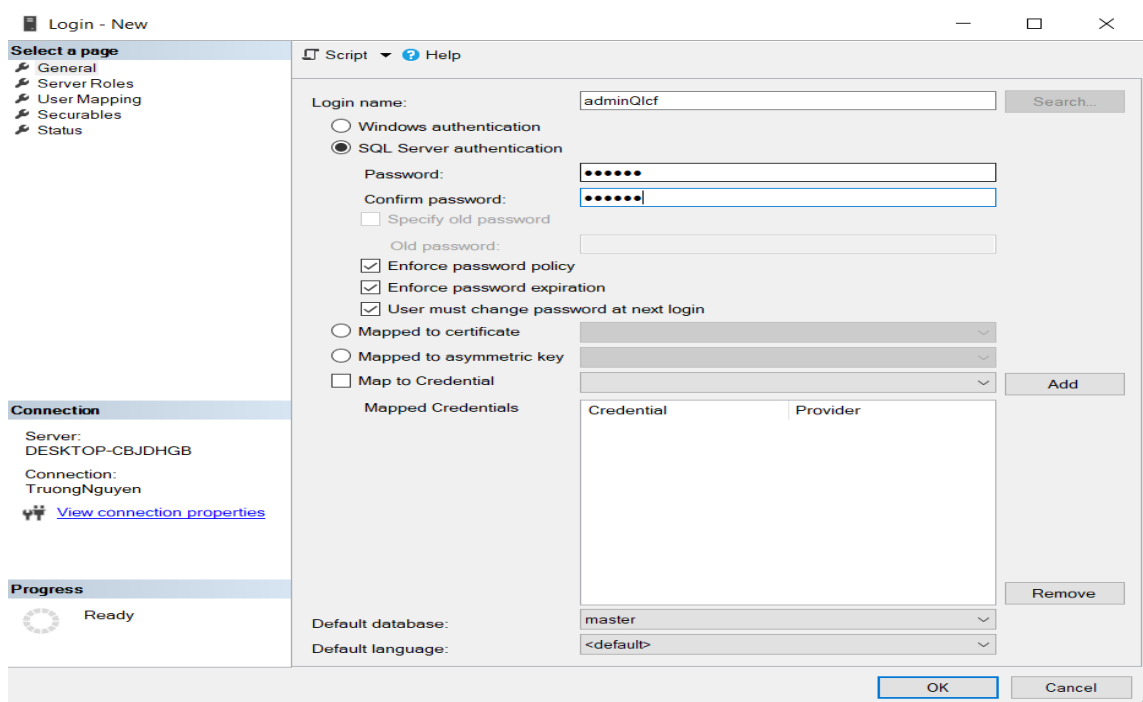 Login - New
Select a page
General
Server Roles
User Mapping
Securables
Status
Script
Help
Login name:
adminQlcf
Search...
Windows authentication
SQL Server authentication
Password:
●●●●●●
Confirm password:
●●●●●●
Specify old password
Old password:
Enforce password policy
Enforce password expiration
User must change password at next login
Mapped to certificate
Mapped to asymmetric key
Map to Credential
Add
Mapped Credentials
Credential Provider
Remove
Default database:
master
Default language:
<default>
Connection
Server:
DESKTOP-CBJDHGB
Connection:
TruongNguyen
View connection properties
Progress
Ready
OK
Cancel